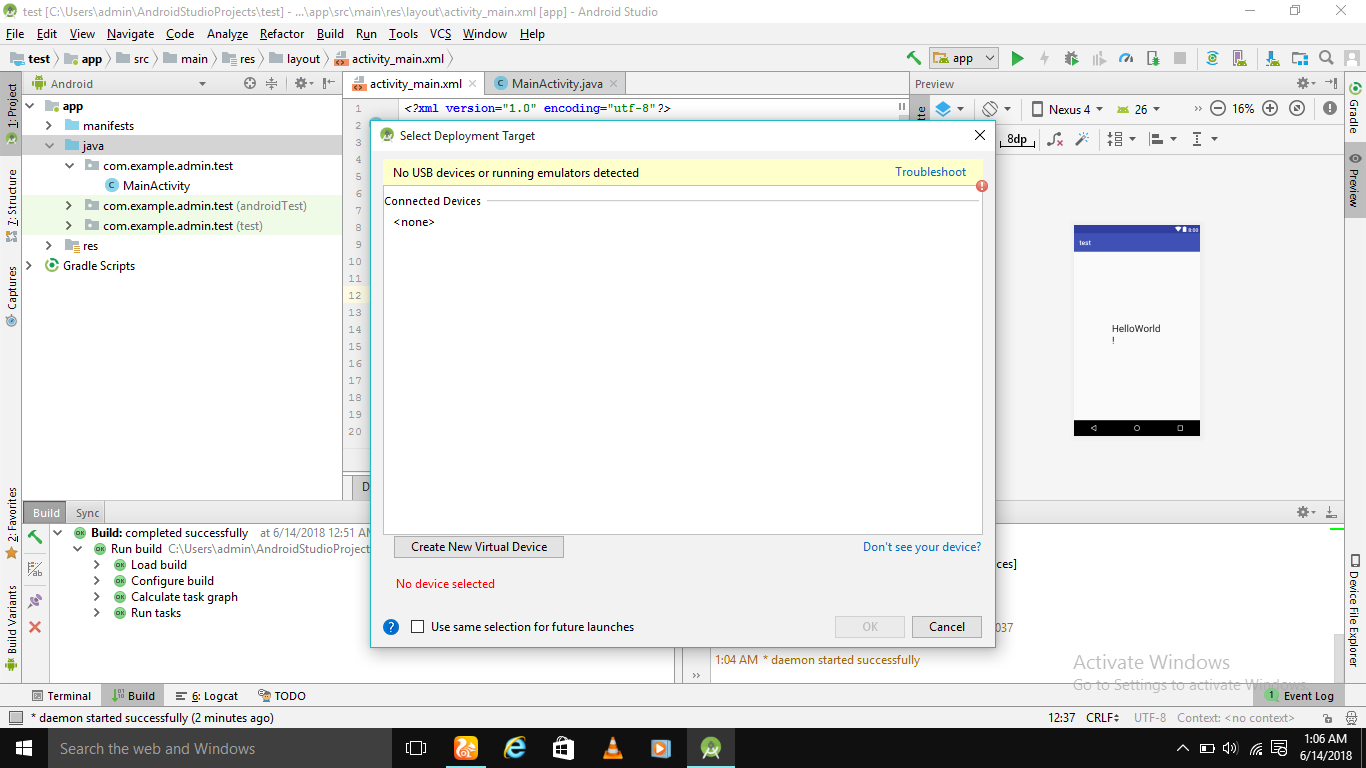 test [C:\Users\admin\AndroidStudioProjects\test] - ...\app\src\main\res\layout\activity_main.xml [app] - Android Studio
File Edit View Navigate Code Analyze Refactor Build Run Tools VCS Window Help
test app src main res layout activity_main.xml app
Android
activity_main.xml MainActivity.java
Preview
1: Project
7: Structure
Captures
2: Favorites
Build Variants
app
manifests
java
com.example.admin.test
MainActivity
com.example.admin.test (androidTest)
com.example.admin.test (test)
res
Gradle Scripts
1 <?xml version="1.0" encoding="utf-8"?>
2
3
4
5
6
7
8
9
10
11
12
13
14
15
16
17
18
19
20
D
Nexus 4 26 16%
8dp
Gradle
Preview
Device File Explorer
8:00
test
HelloWorld
!
Select Deployment Target
No USB devices or running emulators detected Troubleshoot
Connected Devices
<none>
Create New Virtual Device Don't see your device?
No device selected
Use same selection for future launches OK Cancel
Build Sync
Build: completed successfully at 6/14/2018 12:51 AM
Run build C:\Users\admin\AndroidStudioProject
Load build
Configure build
Calculate task graph
Run tasks
ces]
037
1:04 AM * daemon started successfully
Activate Windows
Go to Settings to activate Windows.
Terminal Build 6: Logcat TODO 1 Event Log
* daemon started successfully (2 minutes ago) 12:37 CRLF UTF-8 Context: <no context>
Search the web and Windows
1:06 AM
6/14/2018